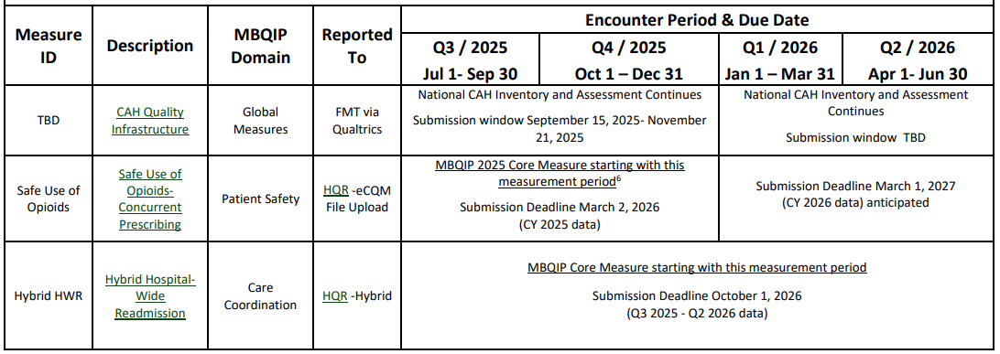 Measure ID
Description
MBQIP Domain
Reported To
Encounter Period & Due Date
Q3 / 2025
Jul 1- Sep 30
Q4 / 2025
Oct 1 – Dec 31
Q1 / 2026
Jan 1 – Mar 31
Q2 / 2026
Apr 1- Jun 30
TBD
CAH Quality
Infrastructure
Global
Measures
FMT via
Qualtrics
National CAH Inventory and Assessment Continues
Submission window September 15, 2025- November
21, 2025
National CAH Inventory and Assessment
Continues
Submission window TBD
Safe Use of
Opioids
Safe Use of
Opioids-
Concurrent
Prescribing
Patient Safety
HQR -eCQM
File Upload
MBQIP 2025 Core Measure starting with this
measurement period6
Submission Deadline March 2, 2026
(CY 2025 data)
Submission Deadline March 1, 2027
(CY 2026 data) anticipated
Hybrid HWR
Hybrid Hospital-
Wide
Readmission
Care
Coordination
HQR -Hybrid
MBQIP Core Measure starting with this measurement period
Submission Deadline October 1, 2026
(Q3 2025 - Q2 2026 data)